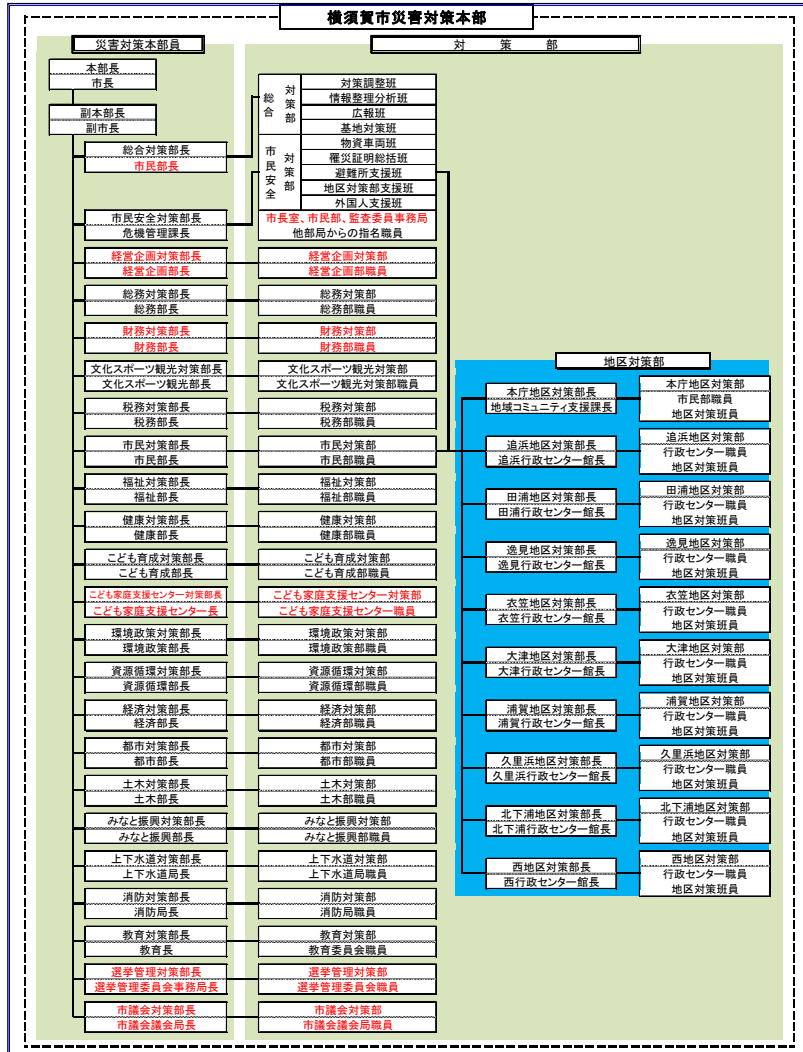 横須賀市災害対策本部
災害対策本部員
対策部
本部長
市長
副本部長
副市長
総合対策部長
市民部長
総合対策部
対策調整班
情報整理分析班
広報班
基地対策班
市民安全対策部
物資車両班
罹災証明総括班
避難所支援班
地区対策部支援班
外国人支援班
市民安全対策部長
危機管理課長
市長室、市民部、監査委員事務局
他部局からの指名職員
経営企画対策部長
経営企画部長
経営企画対策部
経営企画部職員
総務対策部長
総務部長
総務対策部
総務部職員
財務対策部長
財務部長
財務対策部
財務部職員
文化スポーツ観光対策部長
文化スポーツ観光部長
文化スポーツ観光対策部
文化スポーツ観光対策部職員
税務対策部長
税務部長
税務対策部
税務部職員
市民対策部長
市民部長
市民対策部
市民部職員
福祉対策部長
福祉部長
福祉対策部
福祉部職員
健康対策部長
健康部長
健康対策部
健康部職員
こども育成対策部長
こども育成部長
こども育成対策部
こども育成部職員
こども家庭支援センター対策部長
こども家庭支援センター長
こども家庭支援センター対策部
こども家庭支援センター職員
環境政策対策部長
環境政策部長
環境政策対策部
環境政策部職員
資源循環対策部長
資源循環部長
資源循環対策部
資源循環部職員
経済対策部長
経済部長
経済対策部
経済部職員
都市対策部長
都市部長
都市対策部
都市部職員
土木対策部長
土木部長
土木対策部
土木部職員
みなと振興対策部長
みなと振興部長
みなと振興対策部
みなと振興部職員
上下水道対策部長
上下水道局長
上下水道対策部
上下水道局職員
消防対策部長
消防局長
消防対策部
消防局職員
教育対策部長
教育長
教育対策部
教育委員会職員
選挙管理対策部長
選挙管理委員会事務局長
選挙管理対策部
選挙管理委員会職員
市議会対策部長
市議会議会局長
市議会対策部
市議会議会局職員
地区対策部
本庁地区対策部長
地域コミュニティ支援課長
本庁地区対策部
市民部職員
地区対策班員
追浜地区対策部長
追浜行政センター館長
追浜地区対策部
行政センター職員
地区対策班員
田浦地区対策部長
田浦行政センター館長
田浦地区対策部
行政センター職員
地区対策班員
逸見地区対策部長
逸見行政センター館長
逸見地区対策部
行政センター職員
地区対策班員
衣笠地区対策部長
衣笠行政センター館長
衣笠地区対策部
行政センター職員
地区対策班員
大津地区対策部長
大津行政センター館長
大津地区対策部
行政センター職員
地区対策班員
浦賀地区対策部長
浦賀行政センター館長
浦賀地区対策部
行政センター職員
地区対策班員
久里浜地区対策部長
久里浜行政センター館長
久里浜地区対策部
行政センター職員
地区対策班員
北下浦地区対策部長
北下浦行政センター館長
北下浦地区対策部
行政センター職員
地区対策班員
西地区対策部長
西行政センター館長
西地区対策部
行政センター職員
地区対策班員